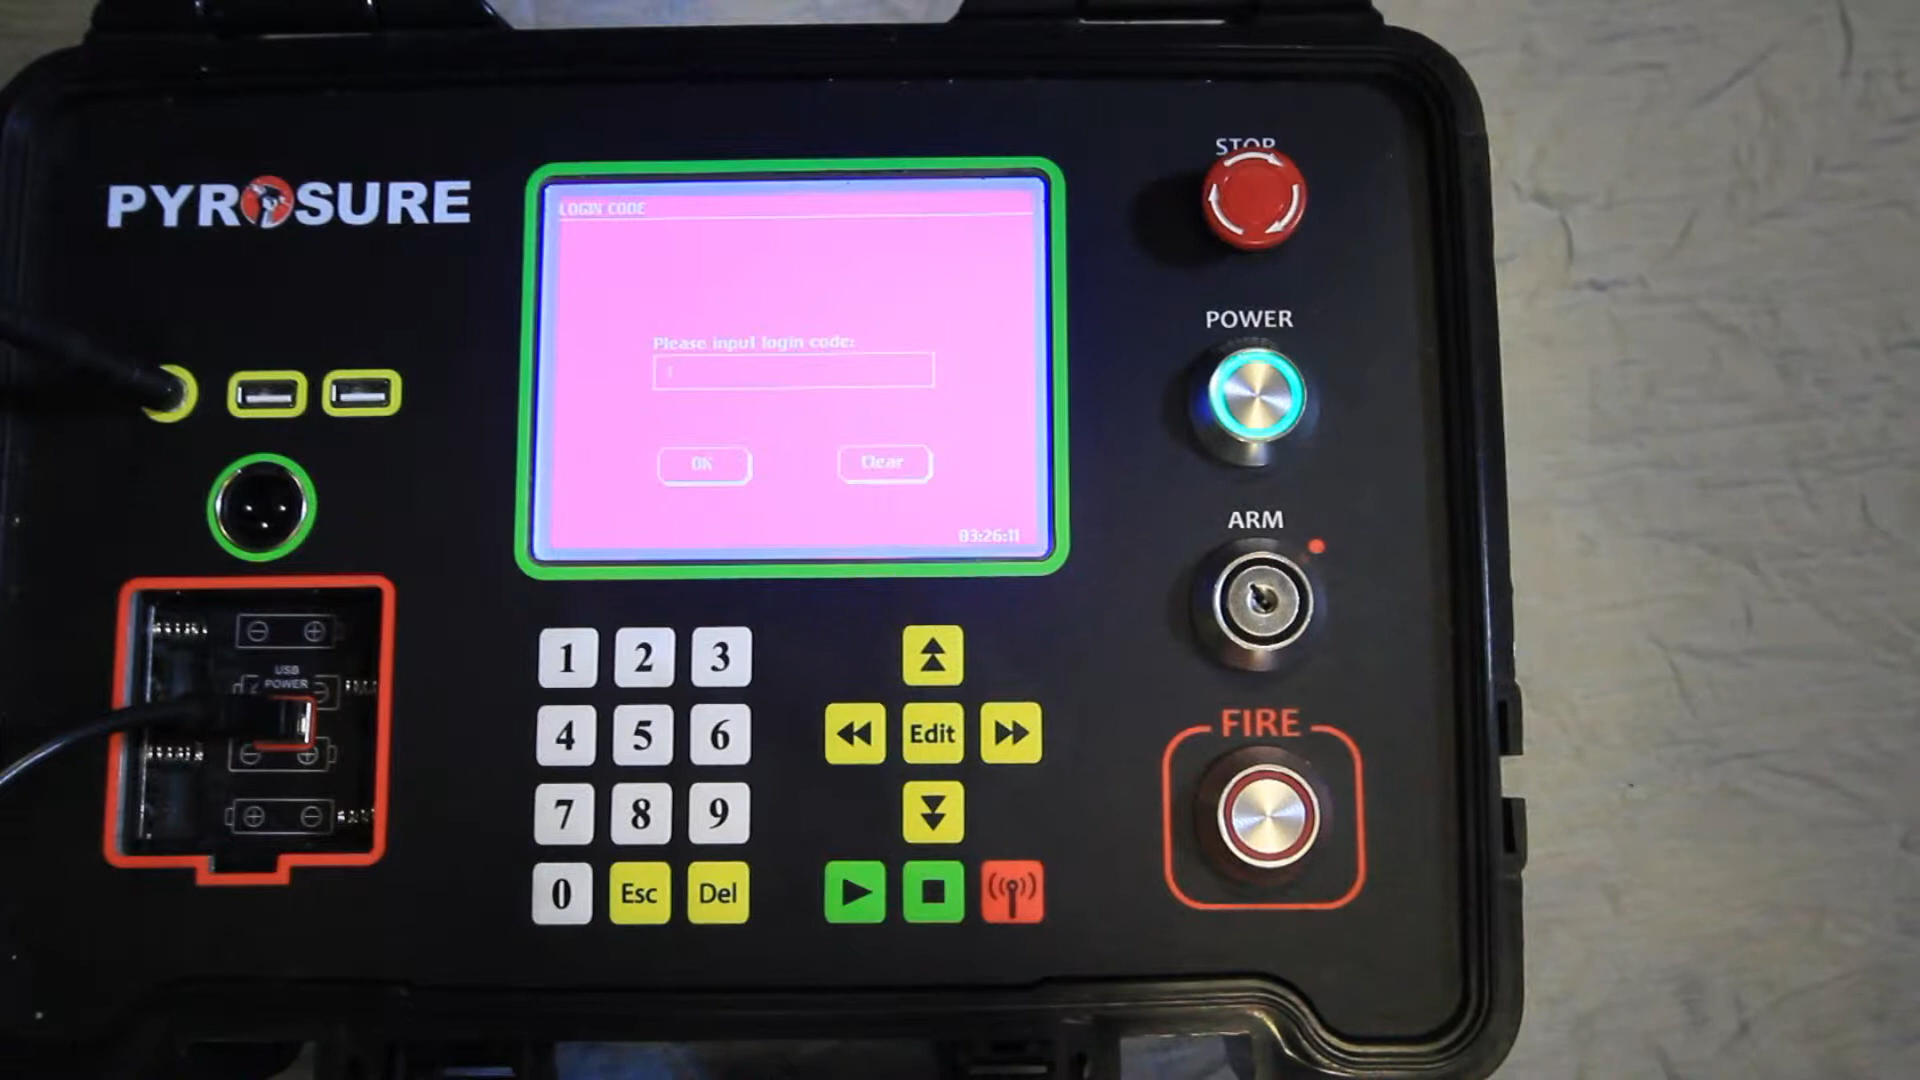 PYROSURE
LOGIN CODE
Please input login code:
OK
Clear
03:26:11
STOP
POWER
ARM
FIRE
USB
POWER
1 2 3
4 5 6
7 8 9
0 Esc Del
Edit